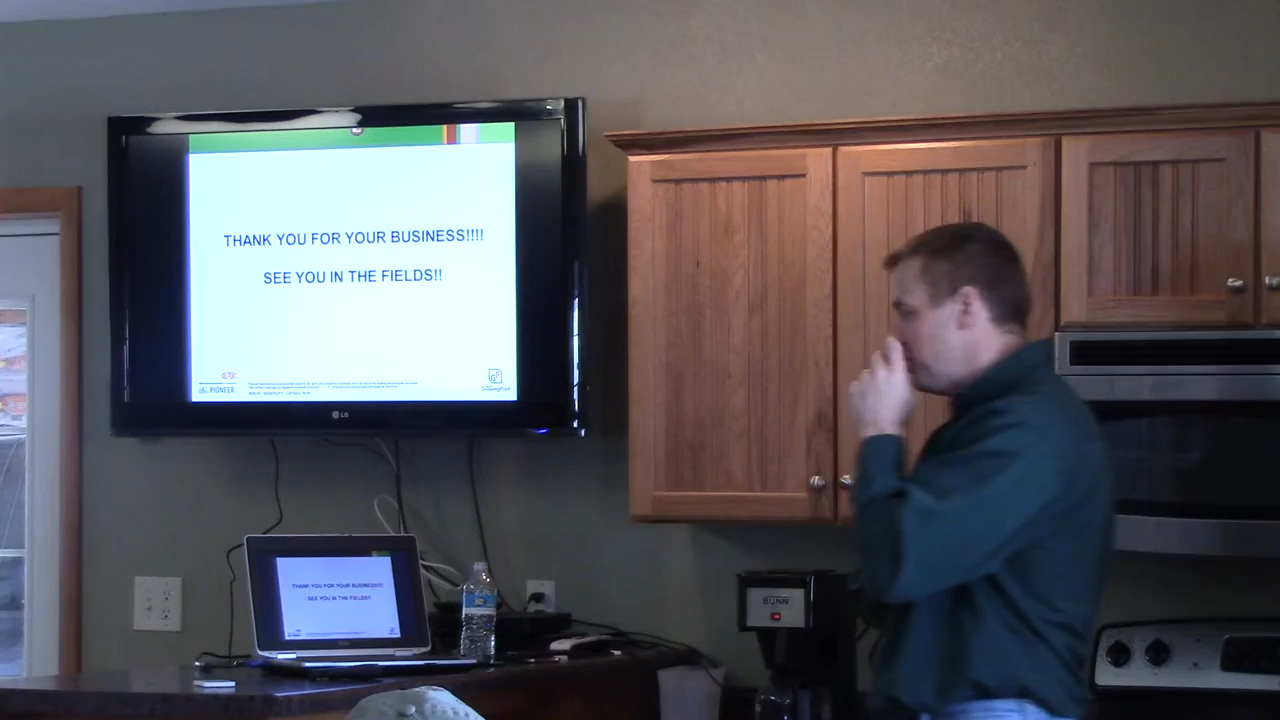 THANK YOU FOR YOUR BUSINESS!!!!
SEE YOU IN THE FIELDS!!
PIONEER
GrowingPoint
LG
THANK YOU FOR YOUR BUSINESS!!!!
SEE YOU IN THE FIELDS!!
BUNN